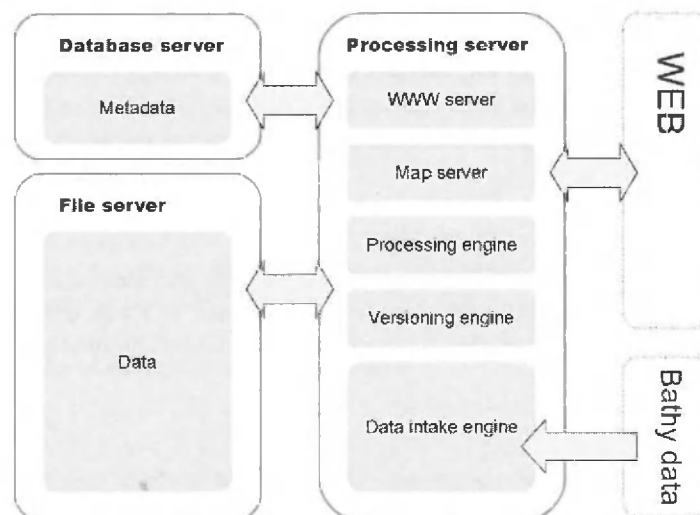 Database server
Metadata
File server
Data
Processing server
WWW server
Map server
Processing engine
Versioning engine
Data intake engine
WEB
Bathy data